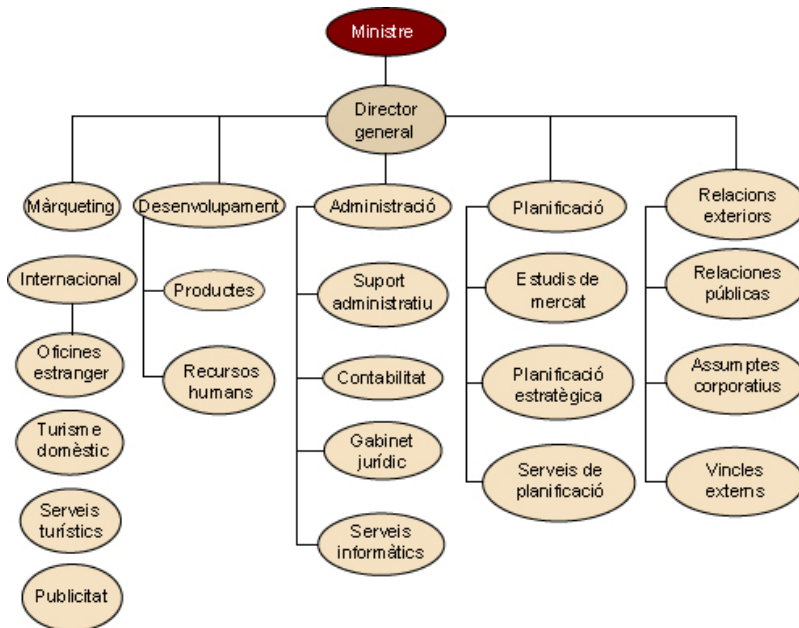 Ministre
Director
general
Màrqueting
Desenvolupament
Administració
Planificació
Relacions
exteriors
Internacional
Oficines
estranger
Turisme
domèstic
Serveis
turístics
Publicitat
Productes
Recursos
humans
Suport
administratiu
Contabilitat
Gabinet
jurídic
Serveis
informàtics
Estudis de
mercat
Planificació
estratègica
Serveis de
planificació
Relaciones
públicas
Assumptes
corporatius
Vincles
externs